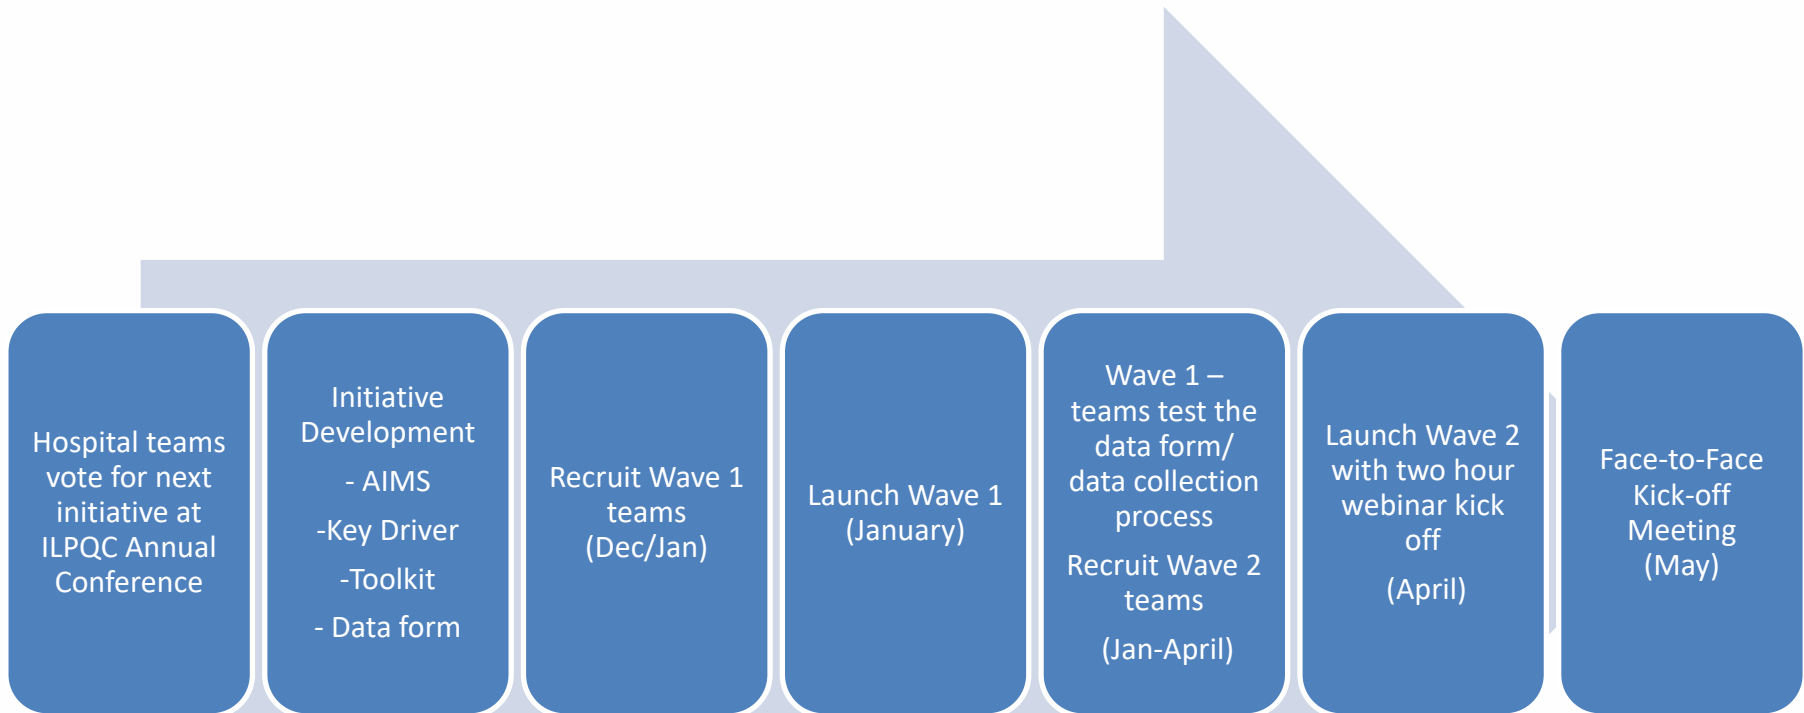 Hospital teams
vote for next
initiative at
ILPQC Annual
Conference
Initiative
Development
- AIMS
-Key Driver
-Toolkit
- Data form
Recruit Wave 1
teams
(Dec/Jan)
Launch Wave 1
(January)
Wave 1 –
teams test the
data form/
data collection
process
Recruit Wave 2
teams
(Jan-April)
Launch Wave 2
with two hour
webinar kick
off
(April)
Face-to-Face
Kick-off
Meeting
(May)